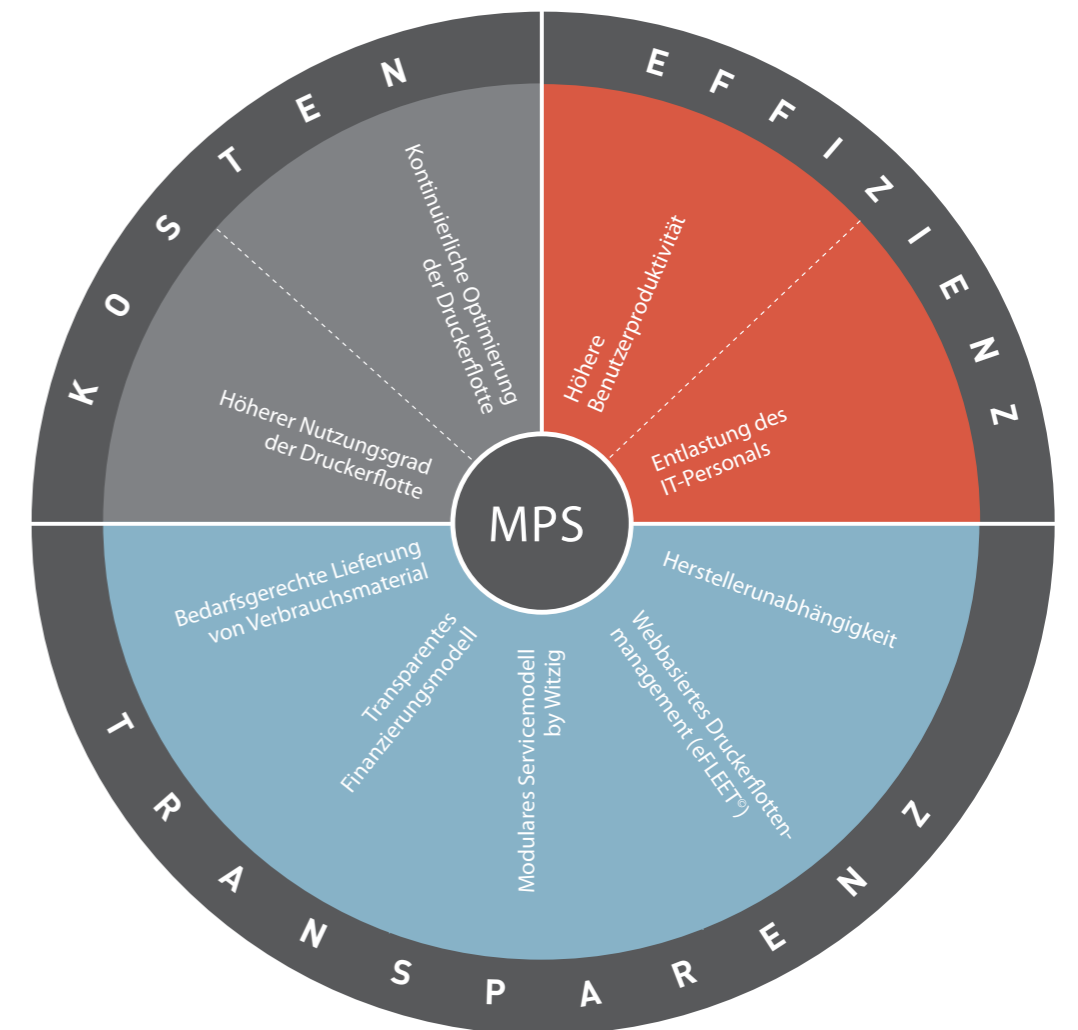 KOSTEN
EFFIZIENZ
Kontinuierliche Optimierung
der Druckerflotte
Höherer Nutzungsgrad
der Druckerflotte
Höhere
Benutzerproduktivität
Entlastung des
IT-Personals
MPS
Bedarfsgerechte Lieferung
von Verbrauchsmaterial
Transparentes
Finanzierungsmodell
Modulares Servicemodell
by Witzig
Webbasiertes Druckerflotten-
management (eFLEET©)
Herstellerunabhängigkeit
TRANSPARENZ